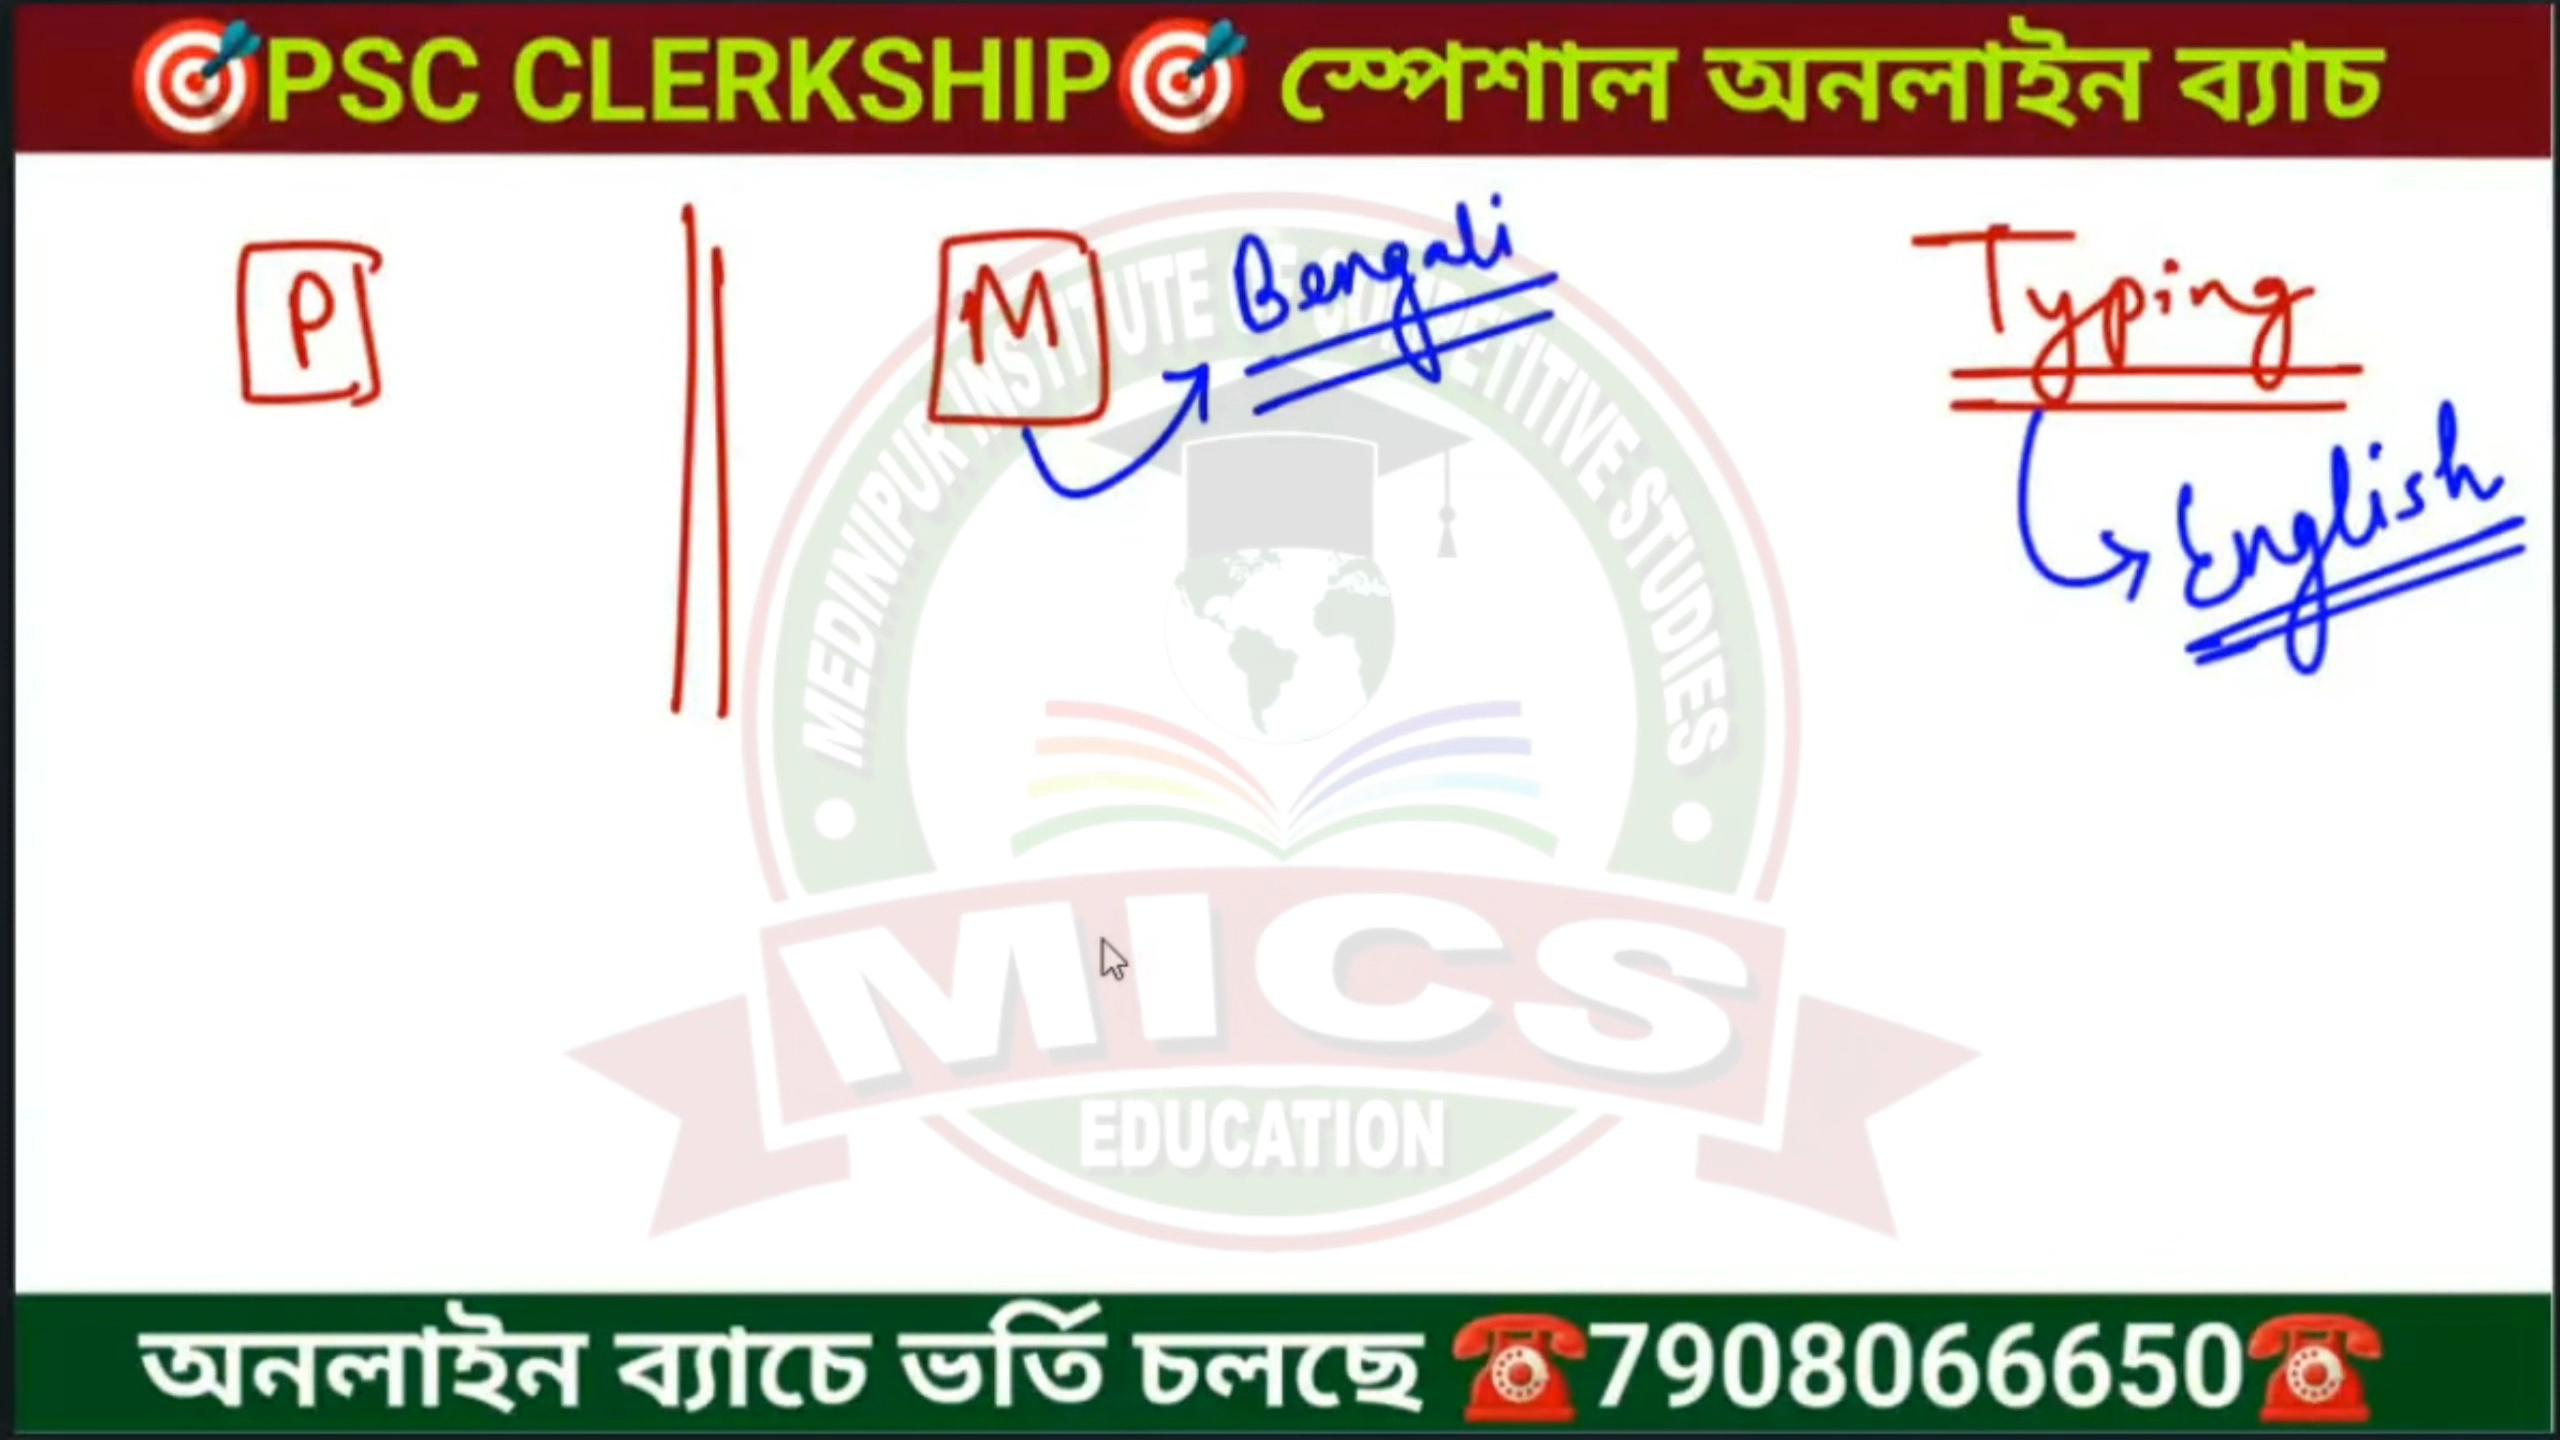 🎯PSC CLERKSHIP🎯 স্পেশাল অনলাইন ব্যাচ
P
M
Bengali
Typing
English
MEDINIPUR INSTITUTE OF COMPETITIVE STUDIES
MICS
EDUCATION
অনলাইন ব্যাচে ভর্তি চলছে ☎7908066650☎